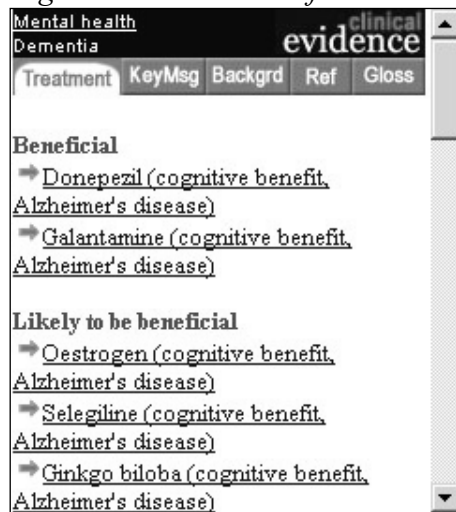 Mental health
Dementia
clinical
evidence
Treatment KeyMsg Backgrd Ref Gloss
Beneficial
Donepezil (cognitive benefit,
Alzheimer's disease)
Galantamine (cognitive benefit,
Alzheimer's disease)
Likely to be beneficial
Oestrogen (cognitive benefit,
Alzheimer's disease)
Selegiline (cognitive benefit,
Alzheimer's disease)
Ginkgo biloba (cognitive benefit,
Alzheimer's disease)